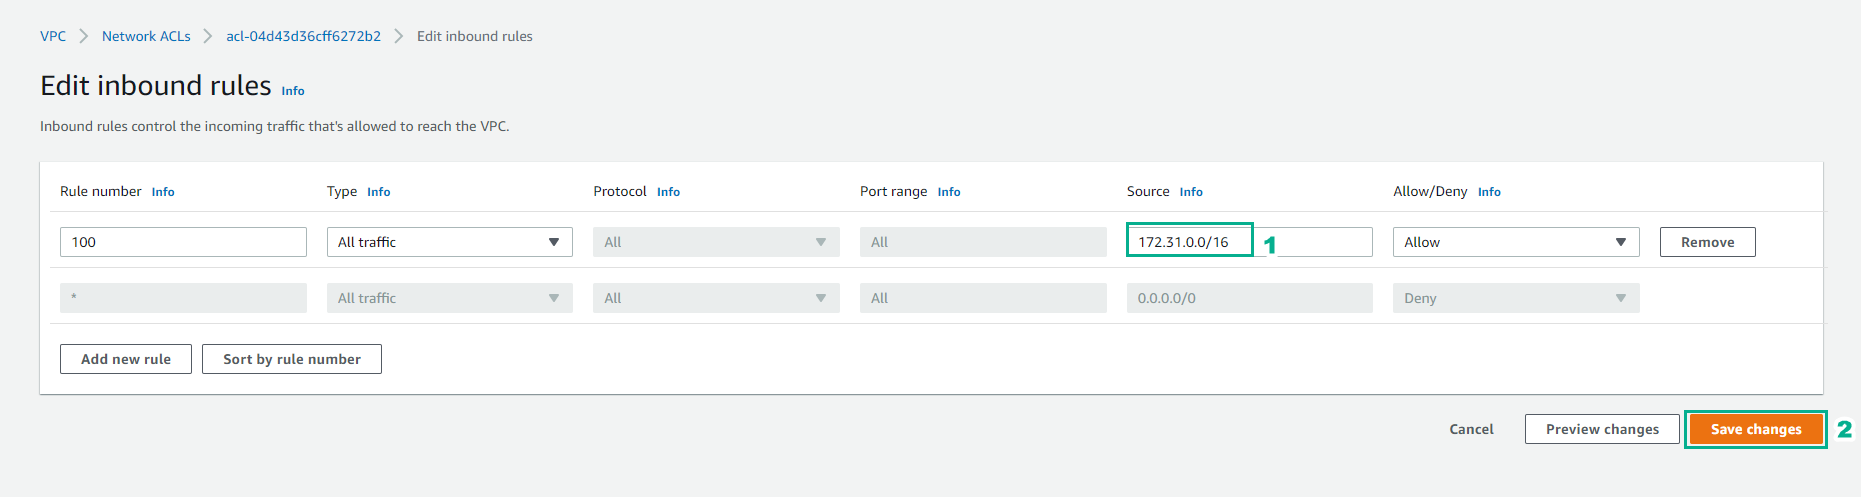 VPC > Network ACLs > acl-04d43d36cff6272b2 > Edit inbound rules
Edit inbound rules Info
Inbound rules control the incoming traffic that's allowed to reach the VPC.
Rule number Info Type Info Protocol Info Port range Info Source Info Allow/Deny Info
100 All traffic All All 172.31.0.0/16 1 Allow Remove
* All traffic All All 0.0.0.0/0 Deny
Add new rule Sort by rule number
Cancel Preview changes Save changes 2